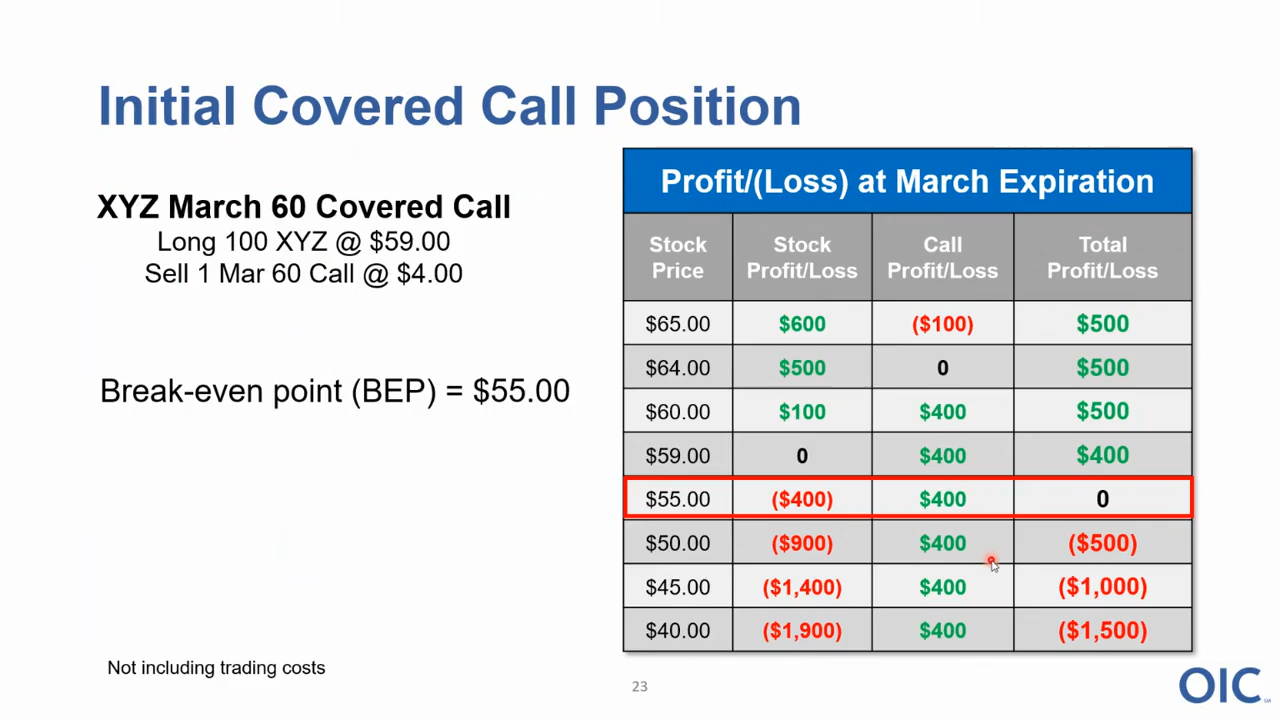 Initial Covered Call Position
XYZ March 60 Covered Call
Long 100 XYZ @ $59.00
Sell 1 Mar 60 Call @ $4.00
Break-even point (BEP) = $55.00
Not including trading costs
Profit/(Loss) at March Expiration
Stock Price Stock Profit/Loss Call Profit/Loss Total Profit/Loss
$65.00 $600 ($100) $500
$64.00 $500 0 $500
$60.00 $100 $400 $500
$59.00 0 $400 $400
$55.00 ($400) $400 0
$50.00 ($900) $400 ($500)
$45.00 ($1,400) $400 ($1,000)
$40.00 ($1,900) $400 ($1,500)
23
OIC